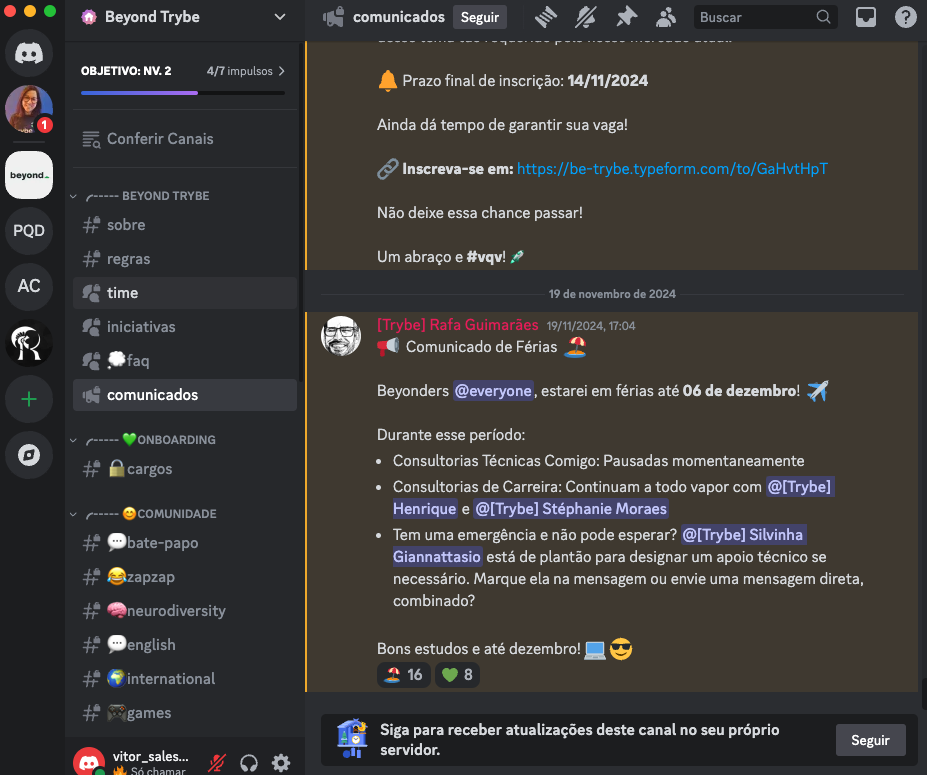 Beyond Trybe
OBJETIVO: NV. 2
4/7 impulsos
Conferir Canais
BEYOND TRYBE
sobre
regras
time
iniciativas
💭faq
comunicados
💚ONBOARDING
🔒cargos
😊COMUNIDADE
💬bate-papo
😂zapzap
🧠neurodiversity
💬english
🌍international
🎮games
vitor_sales...
🔥 Só chamar
1
beyond
PQD
AC
comunicados
Seguir
Buscar
🔔 Prazo final de inscrição: 14/11/2024
Ainda dá tempo de garantir sua vaga!
🔗 Inscreva-se em: https://be-trybe.typeform.com/to/GaHvtHpT
Não deixe essa chance passar!
Um abraço e #vqv! 🧪
19 de novembro de 2024
[Trybe] Rafa Guimarães 19/11/2024, 17:04
📢 Comunicado de Férias 🏖️
Beyonders @everyone, estarei em férias até 06 de dezembro! ✈️
Durante esse período:
• Consultorias Técnicas Comigo: Pausadas momentaneamente
• Consultorias de Carreira: Continuam a todo vapor com @[Trybe]
Henrique e @[Trybe] Stéphanie Moraes
• Tem uma emergência e não pode esperar? @[Trybe] Silvinha
Giannattasio está de plantão para designar um apoio técnico se
necessário. Marque ela na mensagem ou envie uma mensagem direta,
combinado?
Bons estudos e até dezembro! 💻😎
🏖️ 16 💚 8
Siga para receber atualizações deste canal no seu próprio
servidor.
Seguir